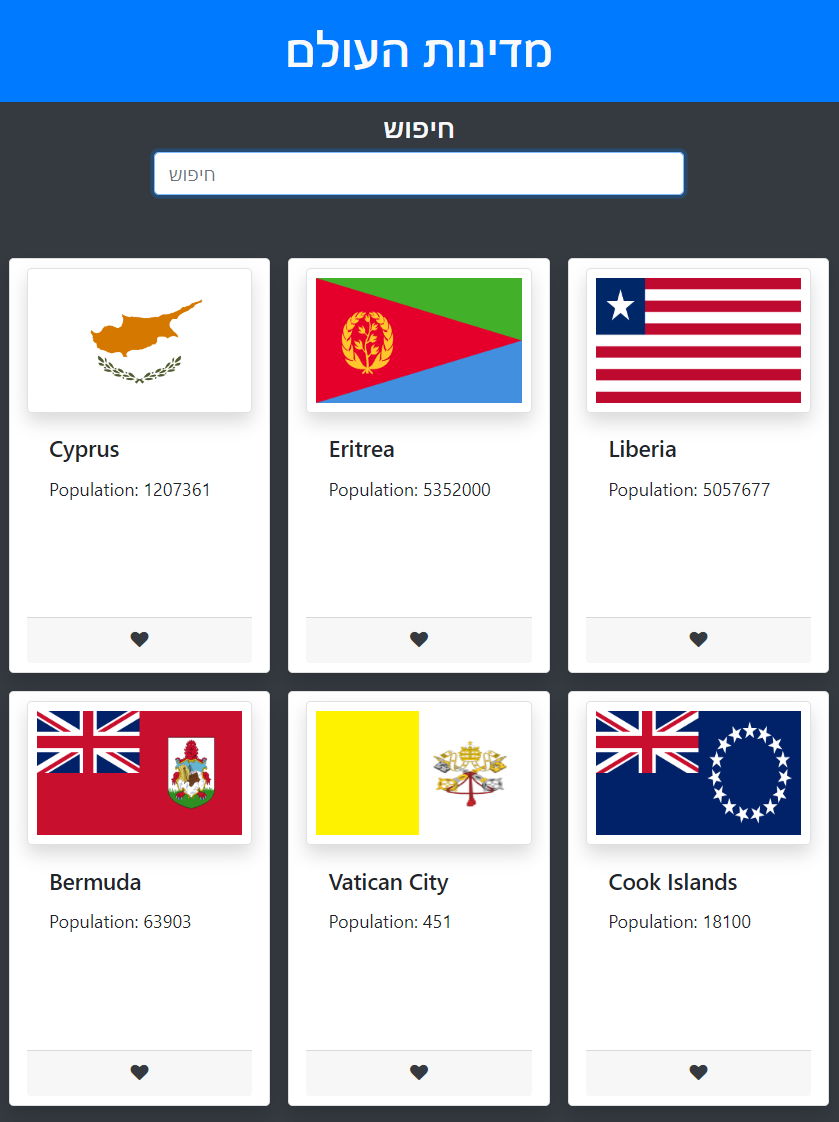 מדינות העולם
חיפוש
חיפוש
Cyprus
Population: 1207361
Eritrea
Population: 5352000
Liberia
Population: 5057677
Bermuda
Population: 63903
Vatican City
Population: 451
Cook Islands
Population: 18100